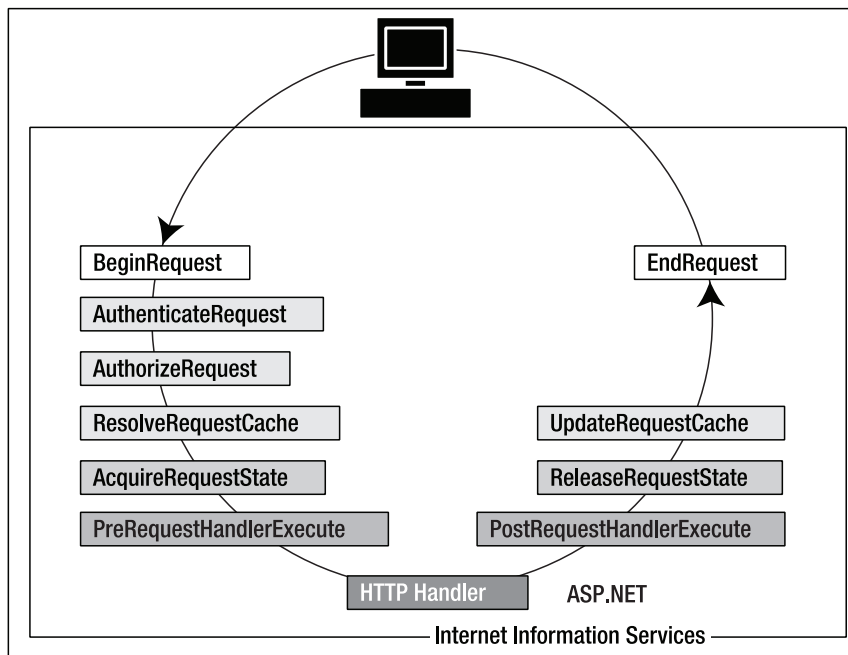 BeginRequest
EndRequest
AuthenticateRequest
AuthorizeRequest
ResolveRequestCache
UpdateRequestCache
AcquireRequestState
ReleaseRequestState
PreRequestHandlerExecute
PostRequestHandlerExecute
HTTP Handler
ASP.NET
Internet Information Services